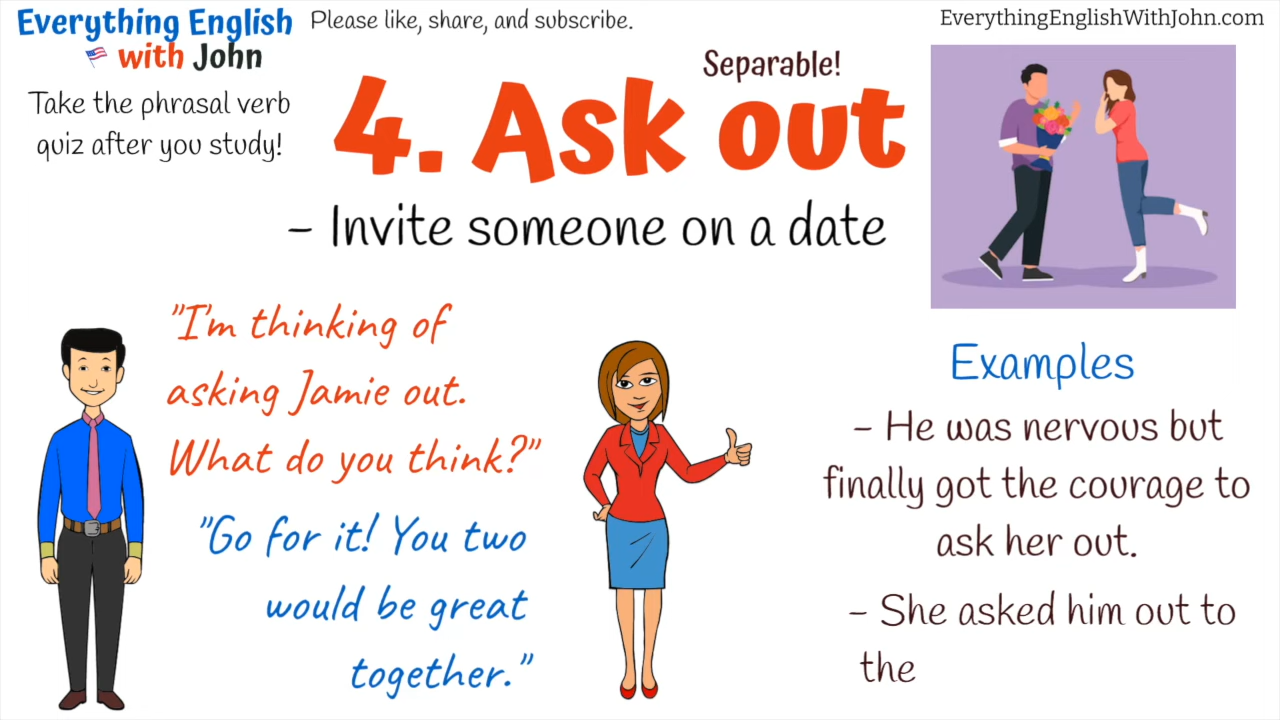 Everything English
with John
Please like, share, and subscribe.
EverythingEnglishWithJohn.com
Take the phrasal verb
quiz after you study!
Separable!
4. Ask out
- Invite someone on a date
"I'm thinking of
asking Jamie out.
What do you think?"
"Go for it! You two
would be great
together."
Examples
- He was nervous but
finally got the courage to
ask her out.
- She asked him out to
the